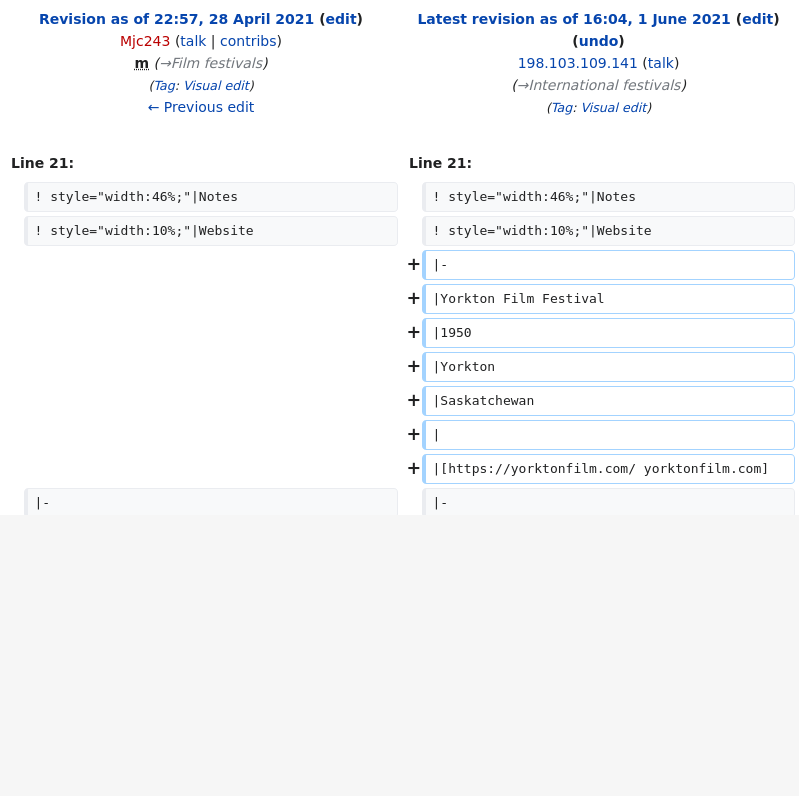 Revision as of 22:57, 28 April 2021 (edit)
Mjc243 (talk | contribs)
m (→Film festivals)
(Tag: Visual edit)
← Previous edit
Latest revision as of 16:04, 1 June 2021 (edit)
(undo)
198.103.109.141 (talk)
(→International festivals)
(Tag: Visual edit)
Line 21:
Line 21:
! style="width:46%;"|Notes
! style="width:46%;"|Notes
! style="width:10%;"|Website
! style="width:10%;"|Website
+ |-
+ |Yorkton Film Festival
+ |1950
+ |Yorkton
+ |Saskatchewan
+ |
+ |[https://yorktonfilm.com/ yorktonfilm.com]
|-
|-